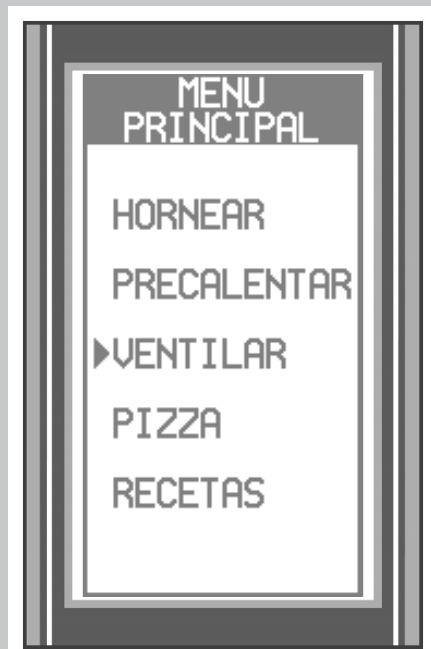 MENU
PRINCIPAL
HORNEAR
PRECALENTAR
VENTILAR
PIZZA
RECETAS